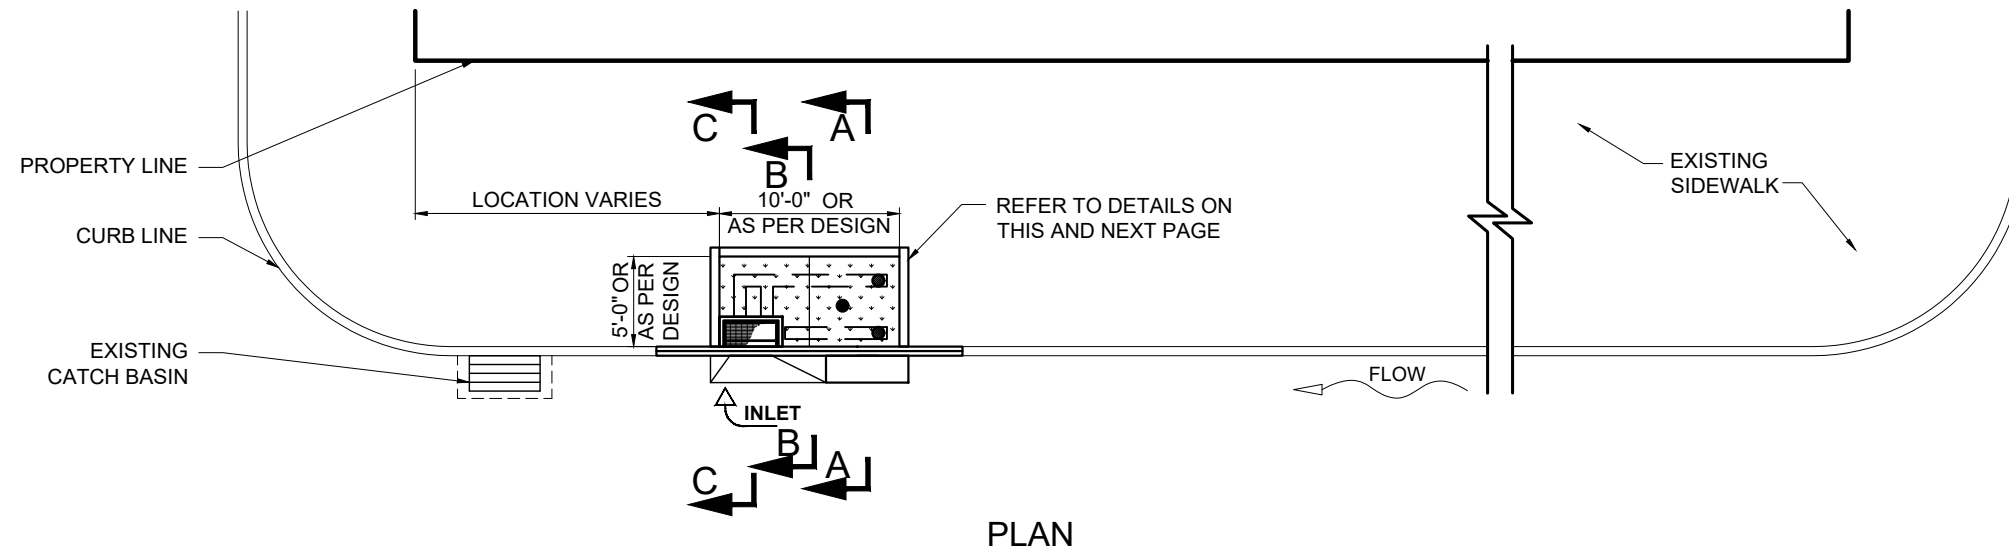 C
A
B
PROPERTY LINE
EXISTING
SIDEWALK
LOCATION VARIES
10'-0" OR
AS PER DESIGN
REFER TO DETAILS ON
THIS AND NEXT PAGE
CURB LINE
5'-0" OR
AS PER
DESIGN
EXISTING
CATCH BASIN
FLOW
INLET
B
A
C
PLAN